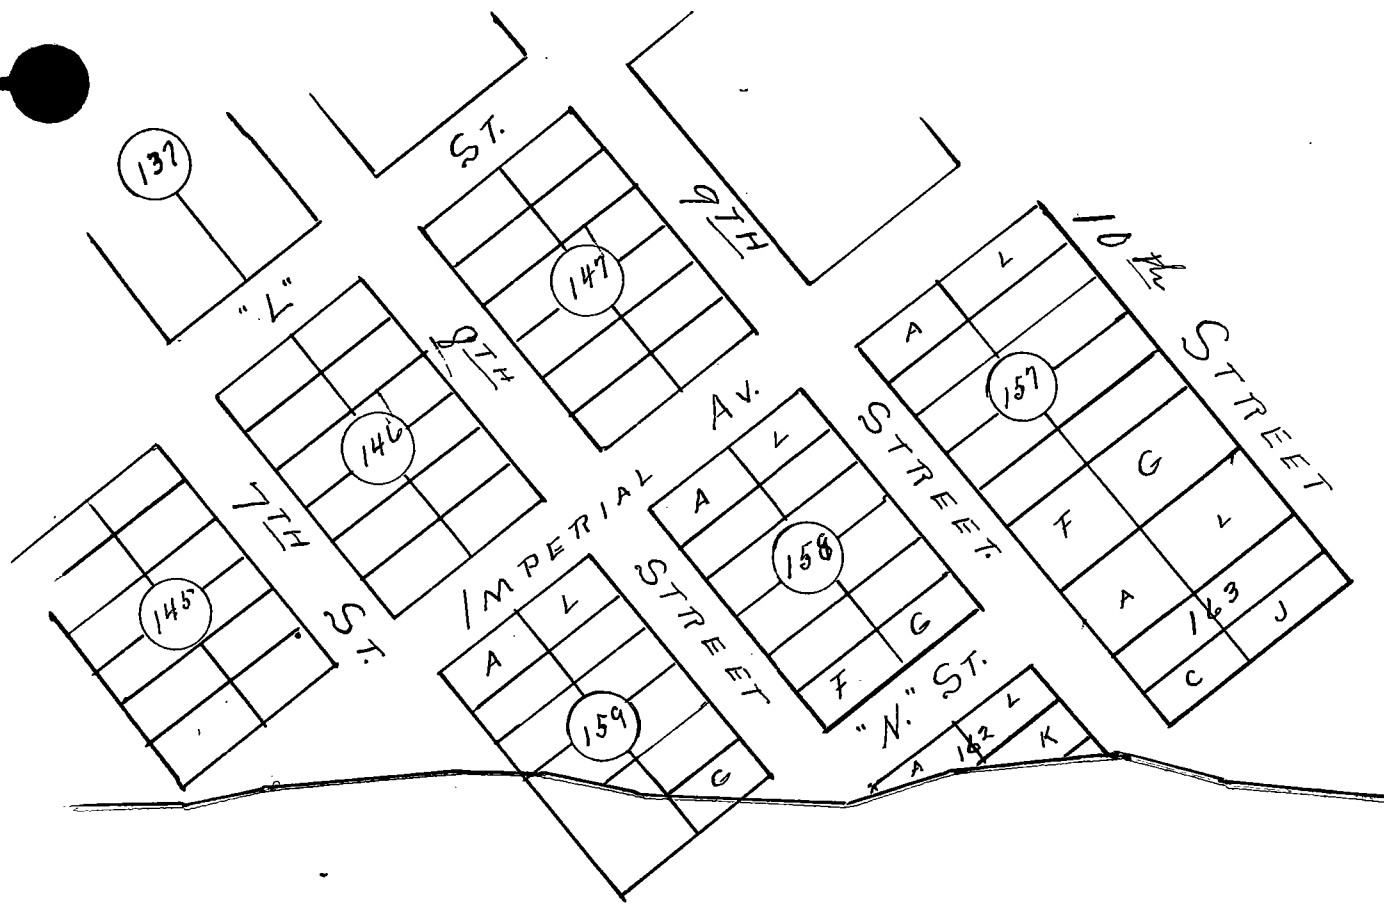 137
"L"
ST.
147
9TH
10th
STREET
A
L
157
F
G
A
L
163
C
J
146
8TH
STREET
145
7TH
ST.
IMPERIAL
AV.
A
L
158
F
G
STREET.
A
L
159
G
"N." ST.
A
L
162
K